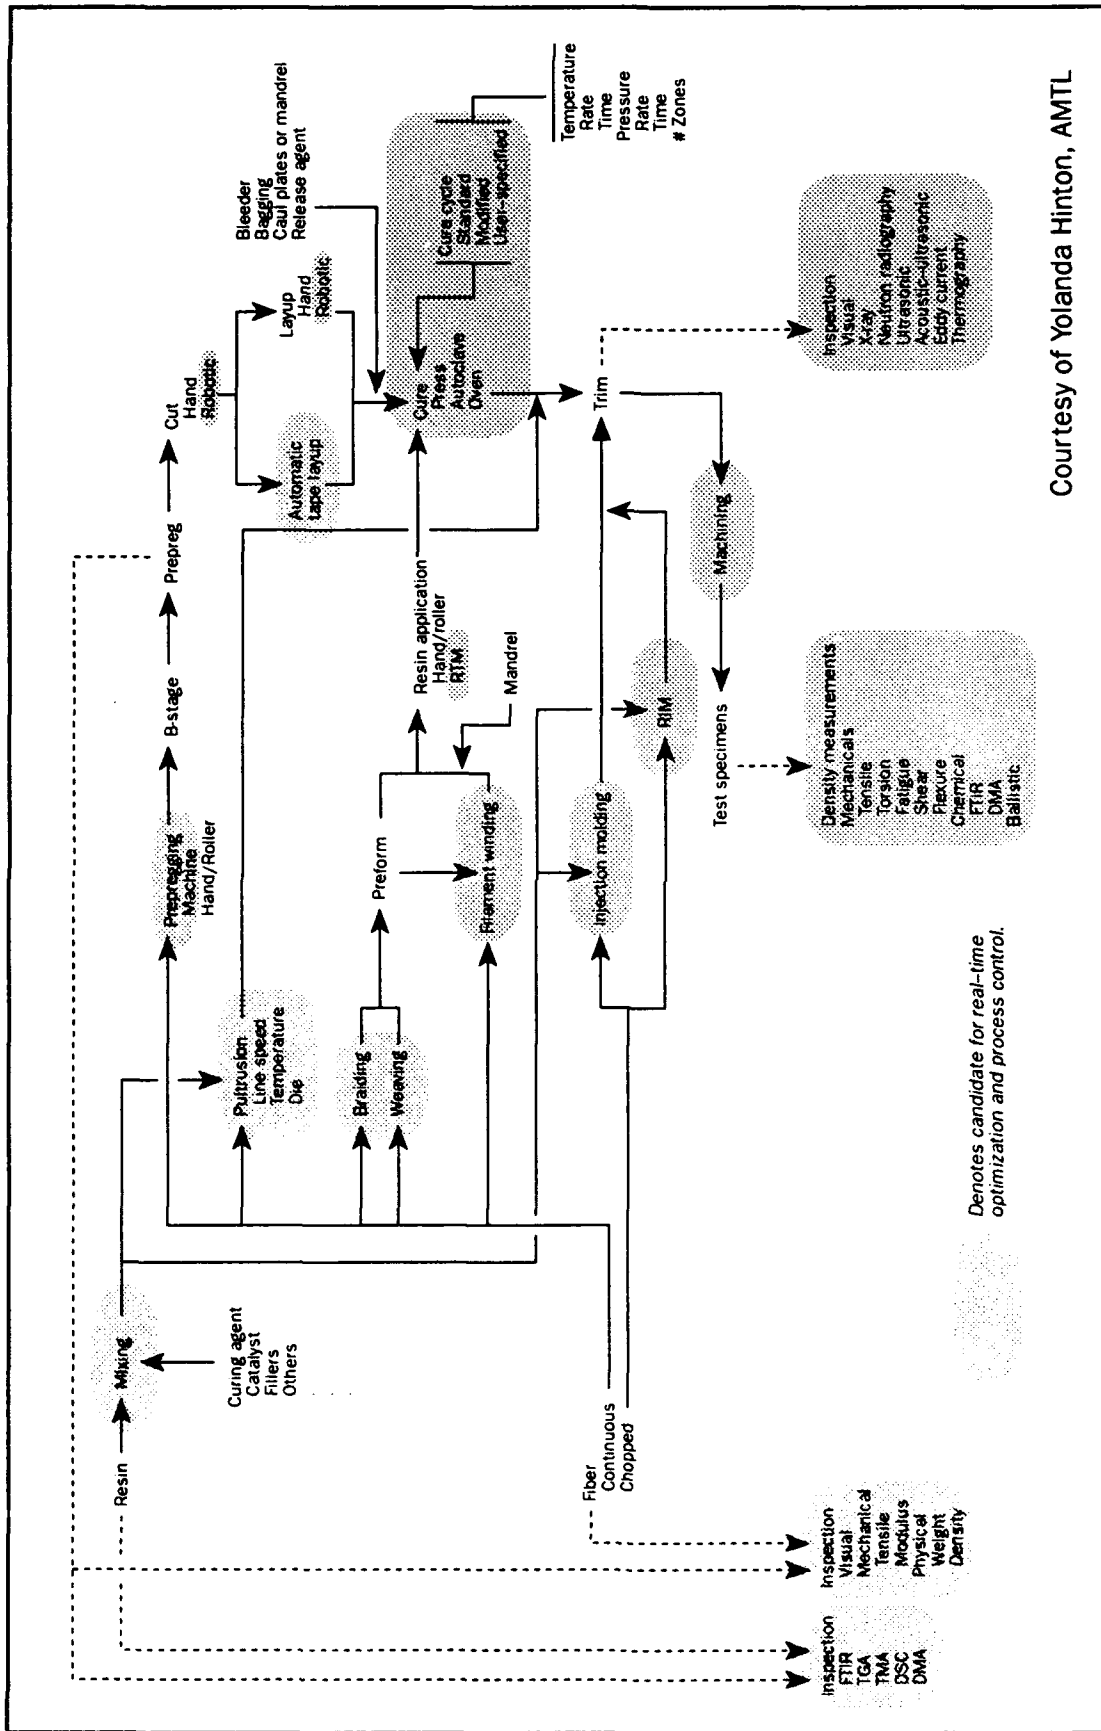 Resin
Mixing
Curing agent
Catalyst
Fillers
Others
Fiber
Continuous
Chopped
Prepregging
Machine
Hand/Roller
B-stage
Prepreg
Cut
Hand
Robotic
Automatic
tape layup
Layup
Hand
Robotic
Bleeder
Bagging
Caul plates or mandrel
Release agent
Pultrusion
Line speed
Temperature
Die
Braiding
Weaving
Preform
Filament winding
Mandrel
Resin application
Hand/roller
RTM
Cure
Press
Autoclave
Oven
Cure cycle
Standard
Modified
User-specified
Temperature
Rate
Time
Pressure
Rate
Time
# Zones
Injection molding
RIM
Trim
Machining
Test specimens
Inspection
FTIR
TGA
TMA
DSC
DMA
Inspection
Visual
Mechanical
Tensile
Modulus
Physical
Weight
Density
Denotes candidate for real-time
optimization and process control.
Density measurements
Mechanicals
Tensile
Torsion
Fatigue
Shear
Flexure
Chemical
FTIR
DMA
Ballistic
Inspection
Visual
X-ray
Neutron radiography
Ultrasonic
Acoustic-ultrasonic
Eddy current
Thermography
Courtesy of Yolanda Hinton, AMTL